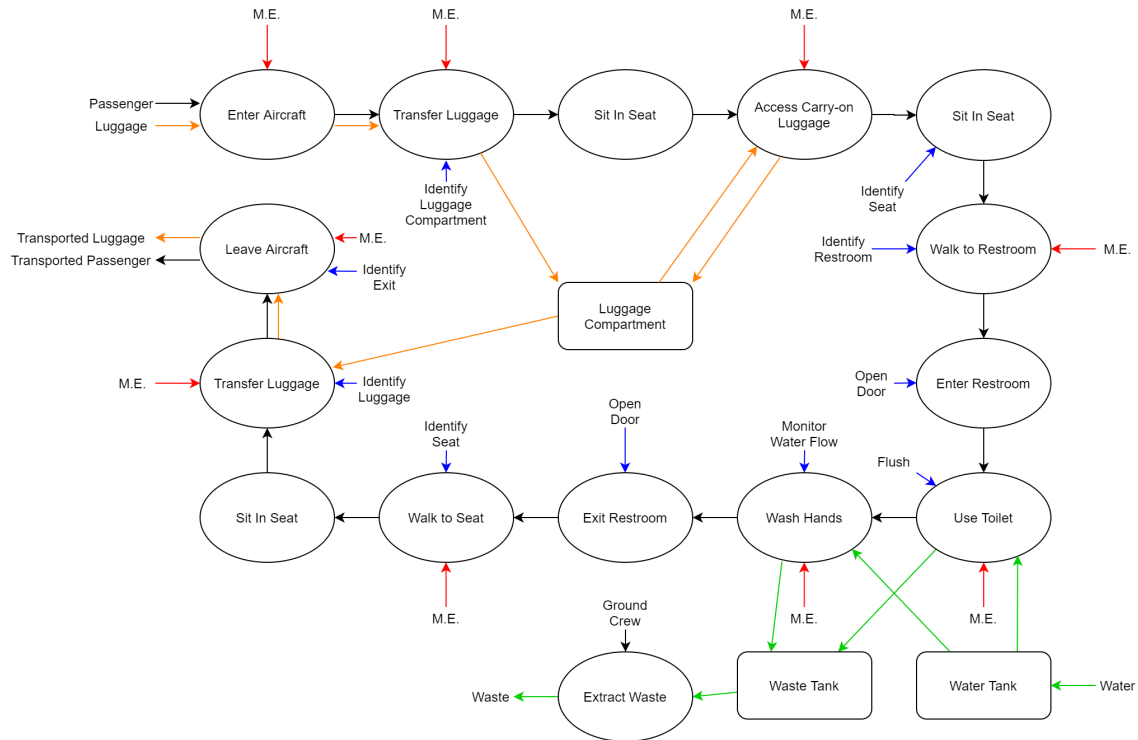 M.E.
M.E.
M.E.
Passenger
Luggage
Enter Aircraft
Transfer Luggage
Sit In Seat
Access Carry-on
Luggage
Sit In Seat
Identify
Luggage
Compartment
Identify
Seat
Transported Luggage
Transported Passenger
Leave Aircraft
M.E.
Identify
Exit
Identify
Restroom
Walk to Restroom
M.E.
Luggage
Compartment
M.E.
Transfer Luggage
Identify
Luggage
Open
Door
Enter Restroom
Identify
Seat
Open
Door
Monitor
Water Flow
Flush
Sit In Seat
Walk to Seat
Exit Restroom
Wash Hands
Use Toilet
M.E.
Ground
Crew
M.E.
M.E.
Waste
Extract Waste
Waste Tank
Water Tank
Water